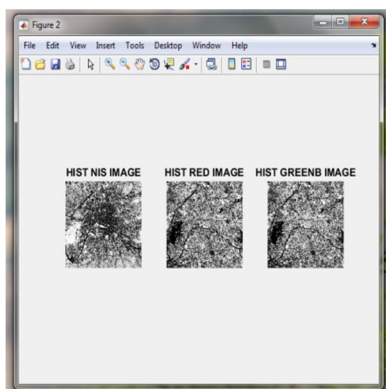 Figure 2
File Edit View Insert Tools Desktop Window Help
HIST NIS IMAGE HIST RED IMAGE HIST GREENB IMAGE